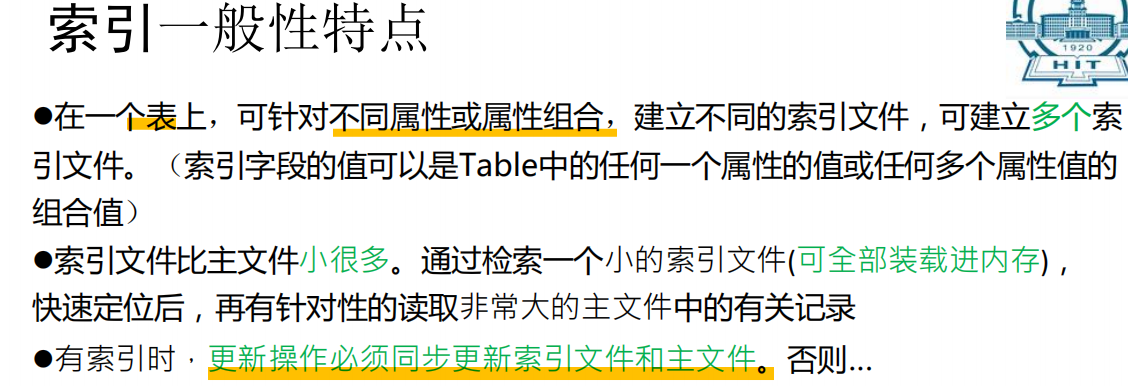 索引一般性特点
1920
HIT
●在一个表上，可针对不同属性或属性组合，建立不同的索引文件，可建立多个索
引文件。（索引字段的值可以是Table中的任何一个属性的值或任何多个属性值的
组合值）
●索引文件比主文件小很多。通过检索一个小的索引文件(可全部装载进内存)，
快速定位后，再有针对性的读取非常大的主文件中的有关记录
●有索引时，更新操作必须同步更新索引文件和主文件。否则...